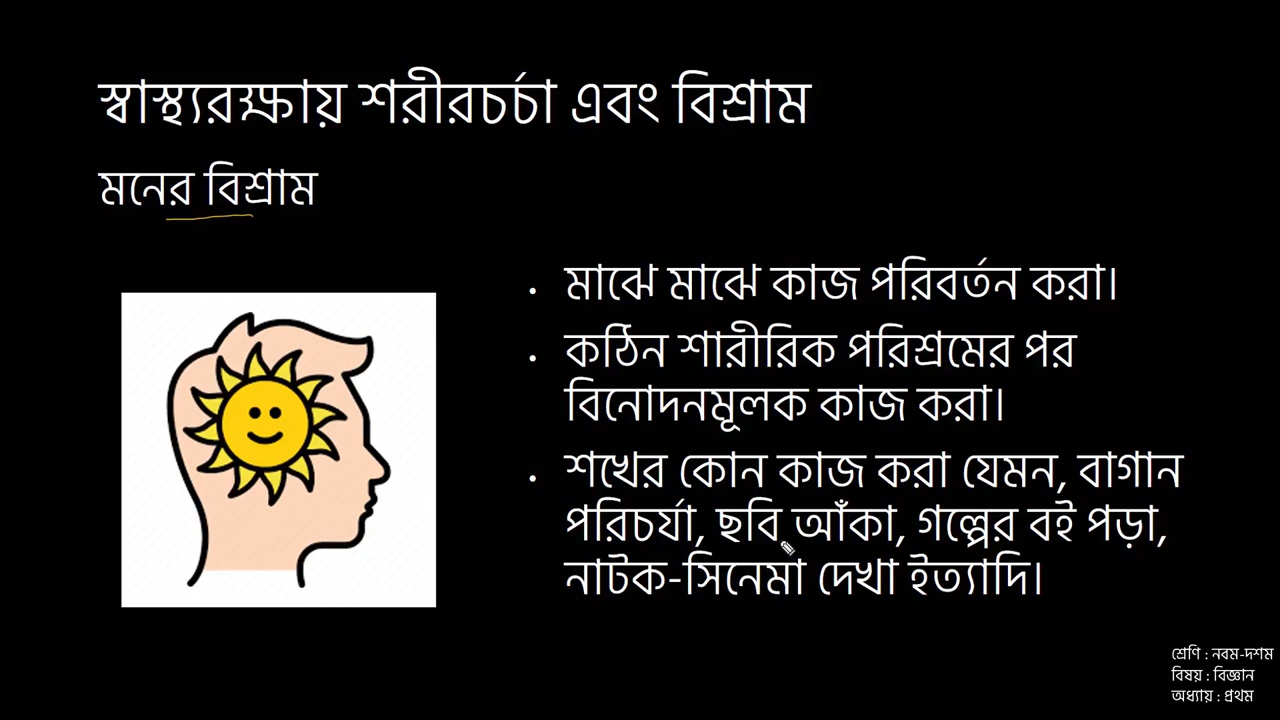 স্বাস্থ্যরক্ষায় শরীরচর্চা এবং বিশ্রাম
মনের বিশ্রাম
• মাঝে মাঝে কাজ পরিবর্তন করা।
• কঠিন শারীরিক পরিশ্রমের পর
বিনোদনমূলক কাজ করা।
• শখের কোন কাজ করা যেমন, বাগান
পরিচর্যা, ছবি আঁকা, গল্পের বই পড়া,
নাটক-সিনেমা দেখা ইত্যাদি।
শ্রেণি : নবম-দশম
বিষয় : বিজ্ঞান
অধ্যায় : প্রথম